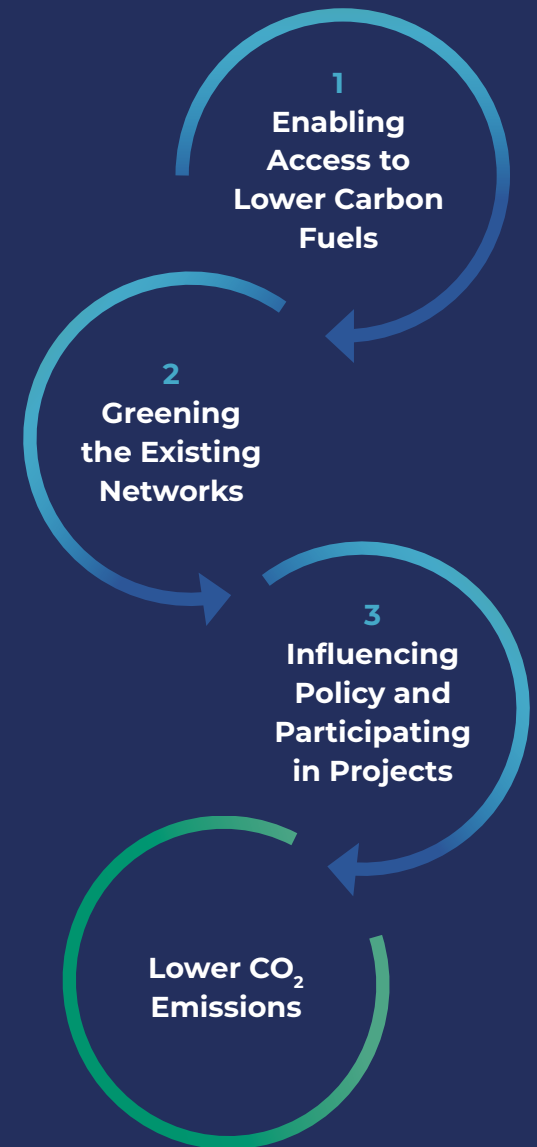 1
Enabling
Access to
Lower Carbon
Fuels
2
Greening
the Existing
Networks
3
Influencing
Policy and
Participating
in Projects
Lower CO₂
Emissions